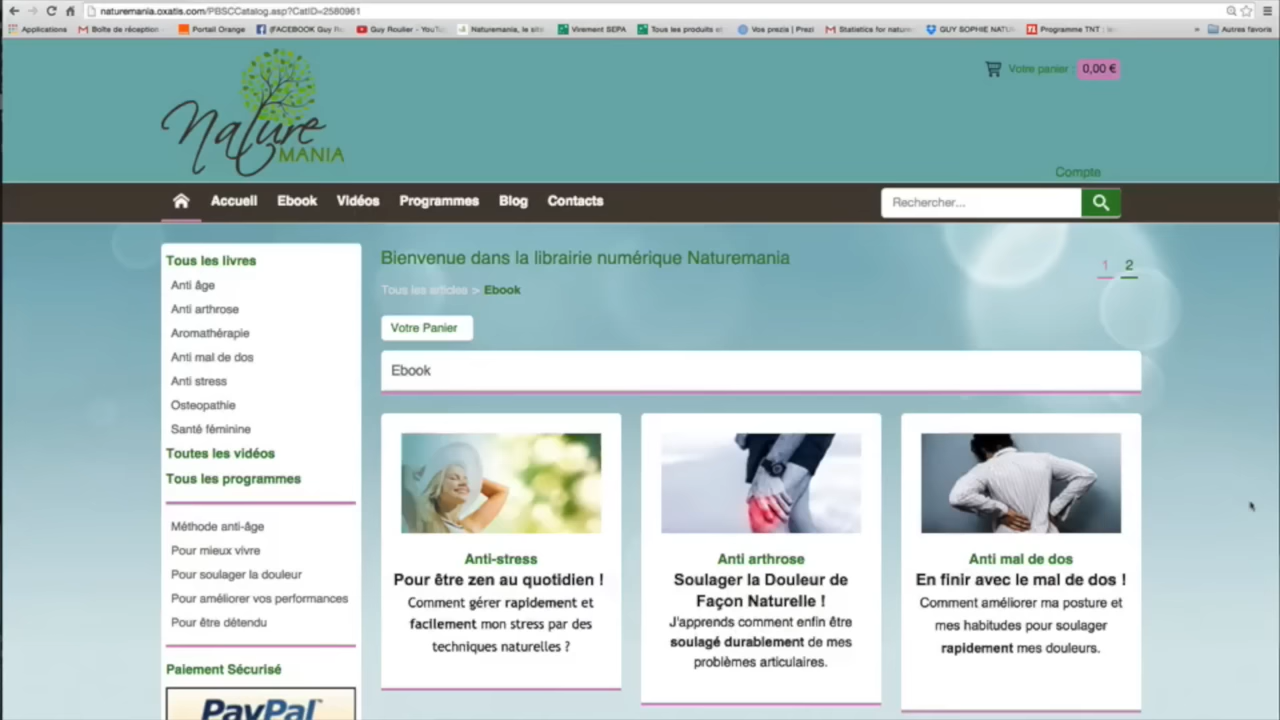 naturemania.oxatis.com/PBSCCatalog.asp?CatID=2580961
Applications
Boîte de réception
Portail Orange
(FACEBOOK Guy Ro
Guy Roulier - YouTu
Naturemania, le site
Virement SEPA
Tous les produits et
Vos prezis | Prezi
Statistics for nature
GUY SOPHIE NATU
Programme TNT :
»
Autres favoris
Nature
MANIA
Votre panier : 0,00 €
Compte
Accueil Ebook Vidéos Programmes Blog Contacts
Rechercher...
Tous les livres
Anti âge
Anti arthrose
Aromathérapie
Anti mal de dos
Anti stress
Osteopathie
Santé féminine
Toutes les vidéos
Tous les programmes
Méthode anti-âge
Pour mieux vivre
Pour soulager la douleur
Pour améliorer vos performances
Pour être détendu
Paiement Sécurisé
PayPal™
Bienvenue dans la librairie numérique Naturemania
1 2
Tous les articles > Ebook
Votre Panier
Ebook
Anti-stress
Pour être zen au quotidien !
Comment gérer rapidement et
facilement mon stress par des
techniques naturelles ?
Anti arthrose
Soulager la Douleur de
Façon Naturelle !
J'apprends comment enfin être
soulagé durablement de mes
problèmes articulaires.
Anti mal de dos
En finir avec le mal de dos !
Comment améliorer ma posture et
mes habitudes pour soulager
rapidement mes douleurs.